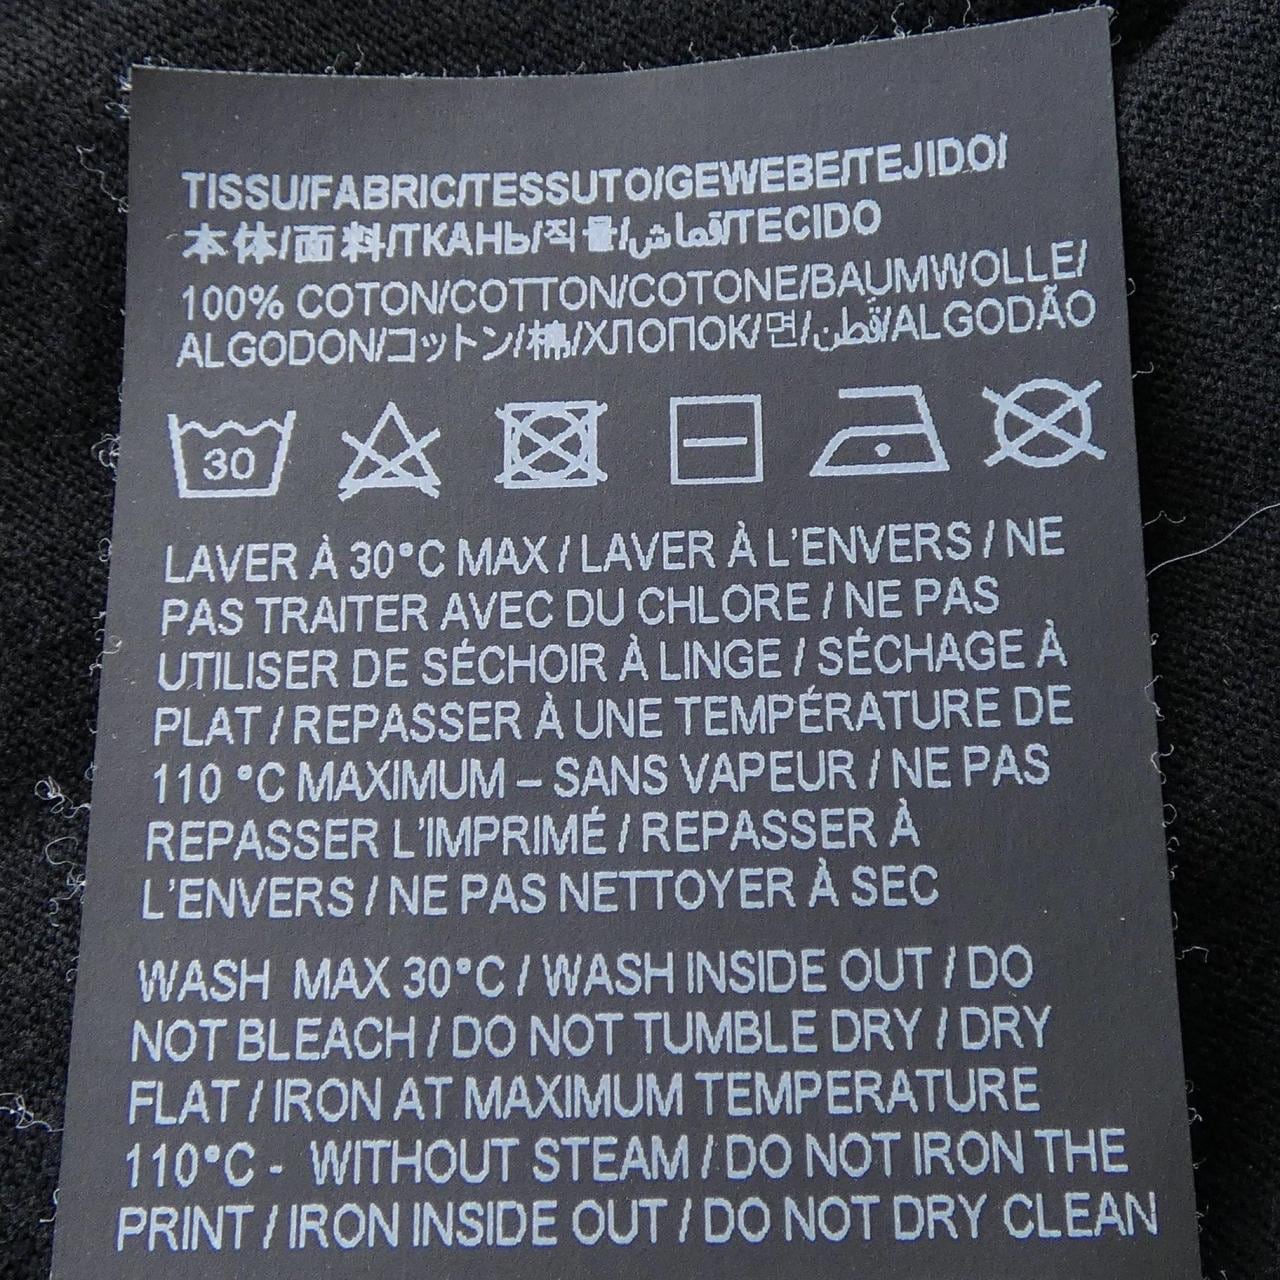 TISSU/FABRIC/TESSUTO/GEWEBE/TEJIDO/
本体/面料/ТКАНЬ/직물/قماش/TECIDO
100% COTON/COTTON/COTONE/BAUMWOLLE/
ALGODON/コットン/棉/ХЛОПОК/면/قطن/ALGODÃO
30
LAVER À 30°C MAX / LAVER À L'ENVERS / NE
PAS TRAITER AVEC DU CHLORE / NE PAS
UTILISER DE SÉCHOIR À LINGE / SÉCHAGE À
PLAT / REPASSER À UNE TEMPÉRATURE DE
110 °C MAXIMUM – SANS VAPEUR / NE PAS
REPASSER L'IMPRIMÉ / REPASSER À
L'ENVERS / NE PAS NETTOYER À SEC
WASH MAX 30°C / WASH INSIDE OUT / DO
NOT BLEACH / DO NOT TUMBLE DRY / DRY
FLAT / IRON AT MAXIMUM TEMPERATURE
110°C - WITHOUT STEAM / DO NOT IRON THE
PRINT / IRON INSIDE OUT / DO NOT DRY CLEAN